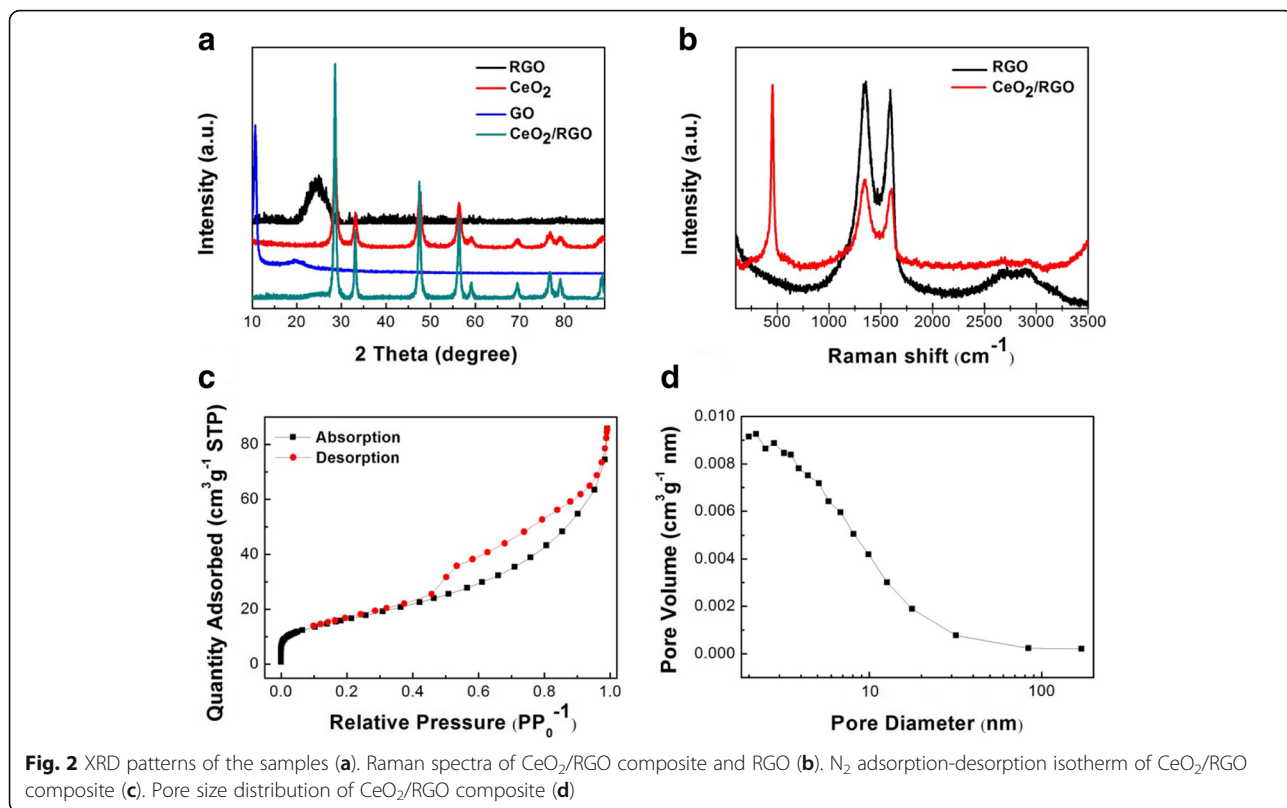 a
RGO
CeO₂
GO
CeO₂/RGO
Intensity (a.u.)
10 20 30 40 50 60 70 80
2 Theta (degree)
b
RGO
CeO₂/RGO
Intensity (a.u.)
500 1000 1500 2000 2500 3000 3500
Raman shift (cm⁻¹)
c
Absorption
Desorption
Quantity Adsorbed (cm³g⁻¹ STP)
80
60
40
20
0
0.0 0.2 0.4 0.6 0.8 1.0
Relative Pressure (PP₀⁻¹)
d
Pore Volume (cm³g⁻¹ nm)
0.010
0.008
0.006
0.004
0.002
0.000
10 100
Pore Diameter (nm)
Fig. 2 XRD patterns of the samples (a). Raman spectra of CeO₂/RGO composite and RGO (b). N₂ adsorption-desorption isotherm of CeO₂/RGO
composite (c). Pore size distribution of CeO₂/RGO composite (d)